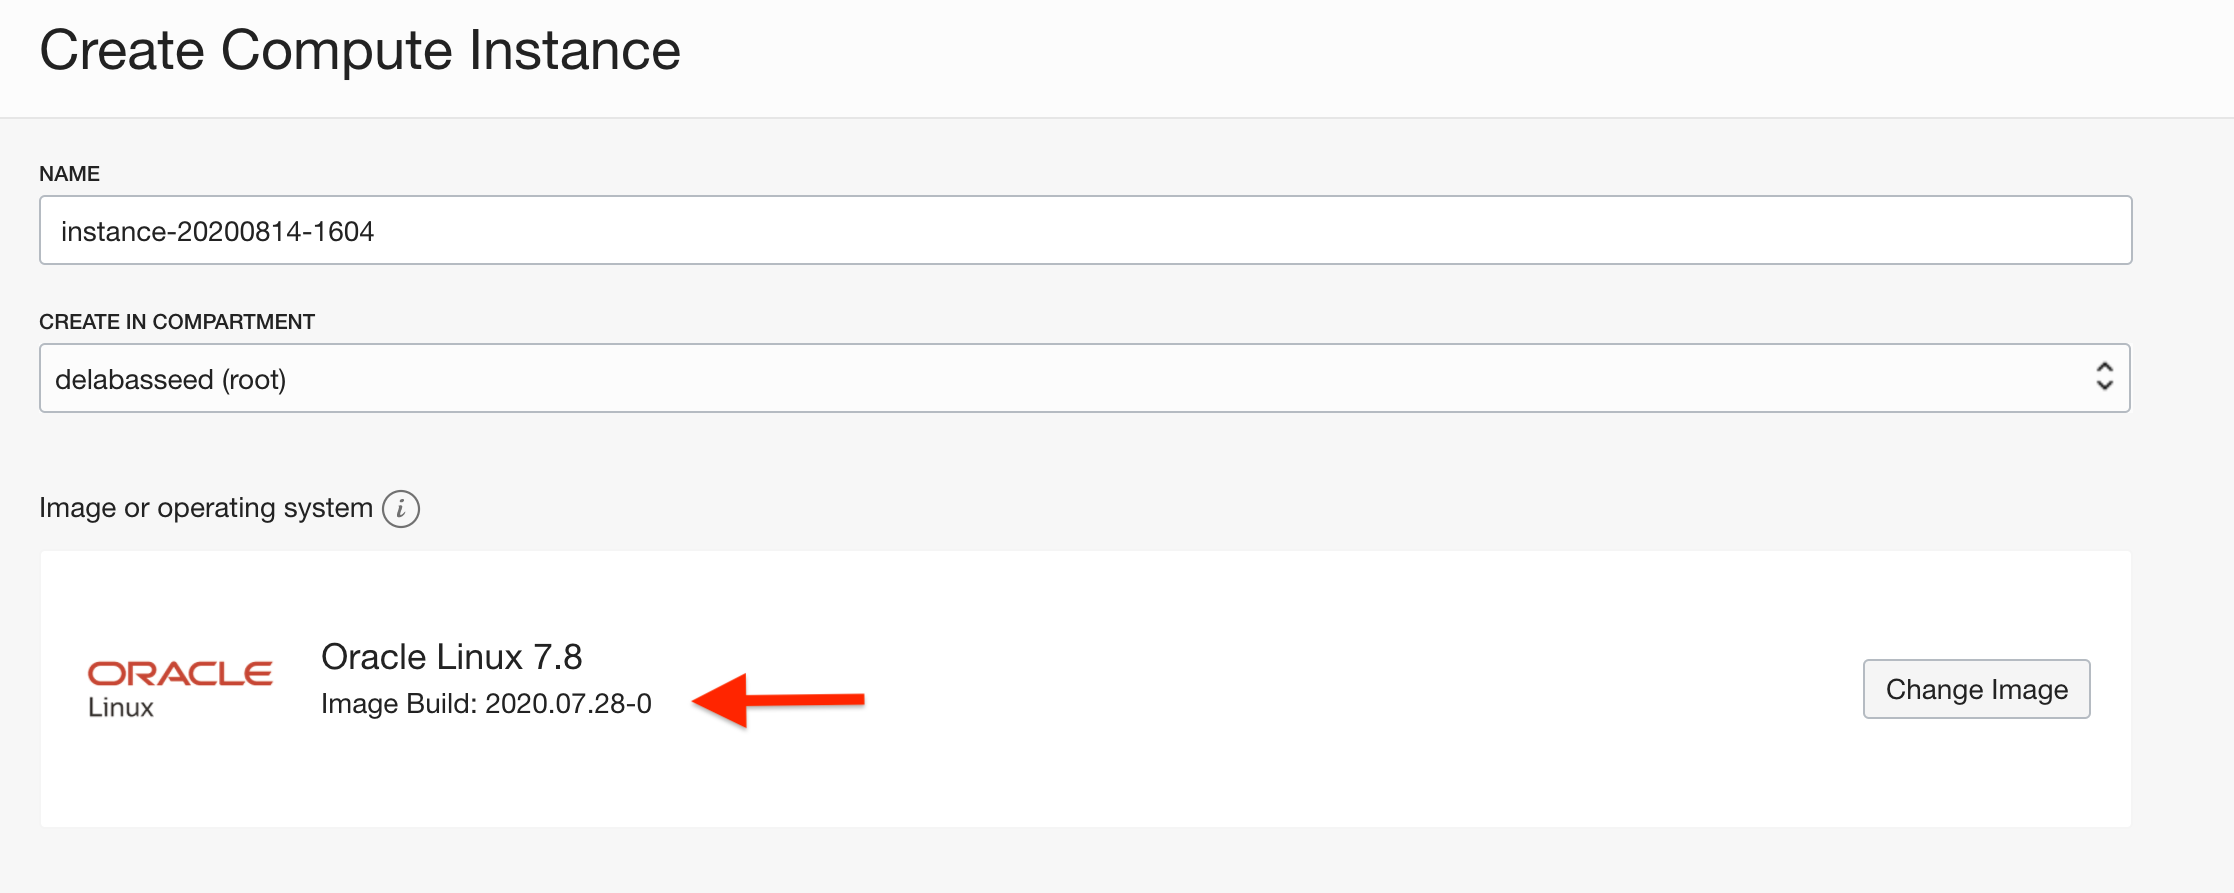 Create Compute Instance
NAME
instance-20200814-1604
CREATE IN COMPARTMENT
delabasseed (root)
Image or operating system i
ORACLE
Linux
Oracle Linux 7.8
Image Build: 2020.07.28-0
Change Image